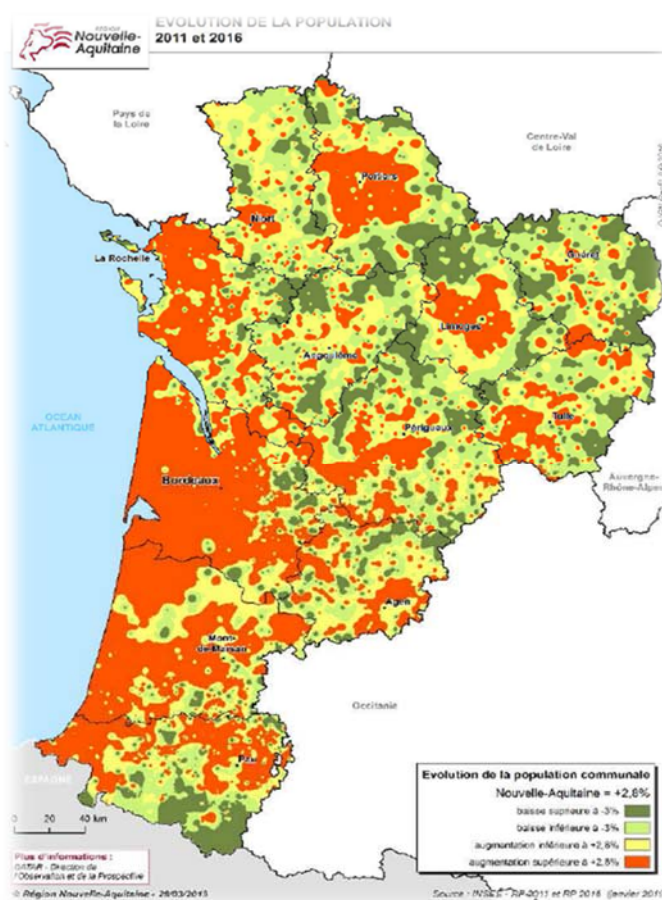 RÉGION
Nouvelle-
Aquitaine
EVOLUTION DE LA POPULATION
2011 et 2016
Pays de
la Loire
Centre-Val
de Loire
Poitiers
Niort
La Rochelle
Guéret
Limoges
Angoulême
Tulle
Périgueux
OCÉAN
ATLANTIQUE
Bordeaux
Auvergne-
Rhône-Alpes
Agen
Mont-
de-Marsan
Occitanie
Pau
ESPAGNE
0 20 40 km
Evolution de la population communale
Nouvelle-Aquitaine = +2,8%
baisse supérieure à -3%
baisse inférieure à -3%
augmentation inférieure à +2,8%
augmentation supérieure à +2,8%
Plus d'informations :
DATAR - Direction de
l'Observation et de la Prospective
Région Nouvelle-Aquitaine -
Source : INSEE - RP 2011 et RP 2016 (janvier 2019